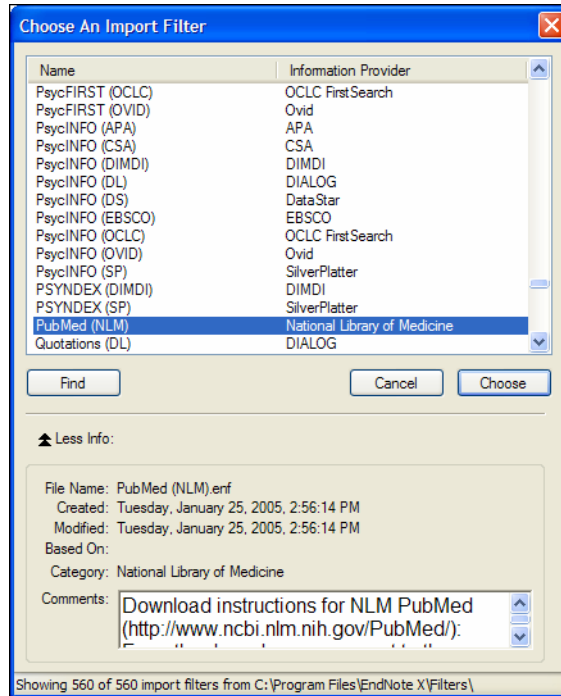 Choose An Import Filter
Name Information Provider
PsycFIRST (OCLC) OCLC FirstSearch
PsycFIRST (OVID) Ovid
PsycINFO (APA) APA
PsycINFO (CSA) CSA
PsycINFO (DIMDI) DIMDI
PsycINFO (DL) DIALOG
PsycINFO (DS) DataStar
PsycINFO (EBSCO) EBSCO
PsycINFO (OCLC) OCLC FirstSearch
PsycINFO (OVID) Ovid
PsycINFO (SP) SilverPlatter
PSYNDEX (DIMDI) DIMDI
PSYNDEX (SP) SilverPlatter
PubMed (NLM) National Library of Medicine
Quotations (DL) DIALOG
Find Cancel Choose
Less Info:
File Name: PubMed (NLM).enf
Created: Tuesday, January 25, 2005, 2:56:14 PM
Modified: Tuesday, January 25, 2005, 2:56:14 PM
Based On:
Category: National Library of Medicine
Comments: Download instructions for NLM PubMed
(http://www.ncbi.nlm.nih.gov/PubMed/):
Showing 560 of 560 import filters from C:\Program Files\EndNote X\Filters\